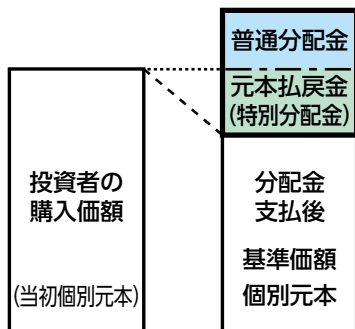 普通分配金
元本払戻金
(特別分配金)
投資者の
購入価額
(当初個別元本)
分配金
支払後
基準価額
個別元本